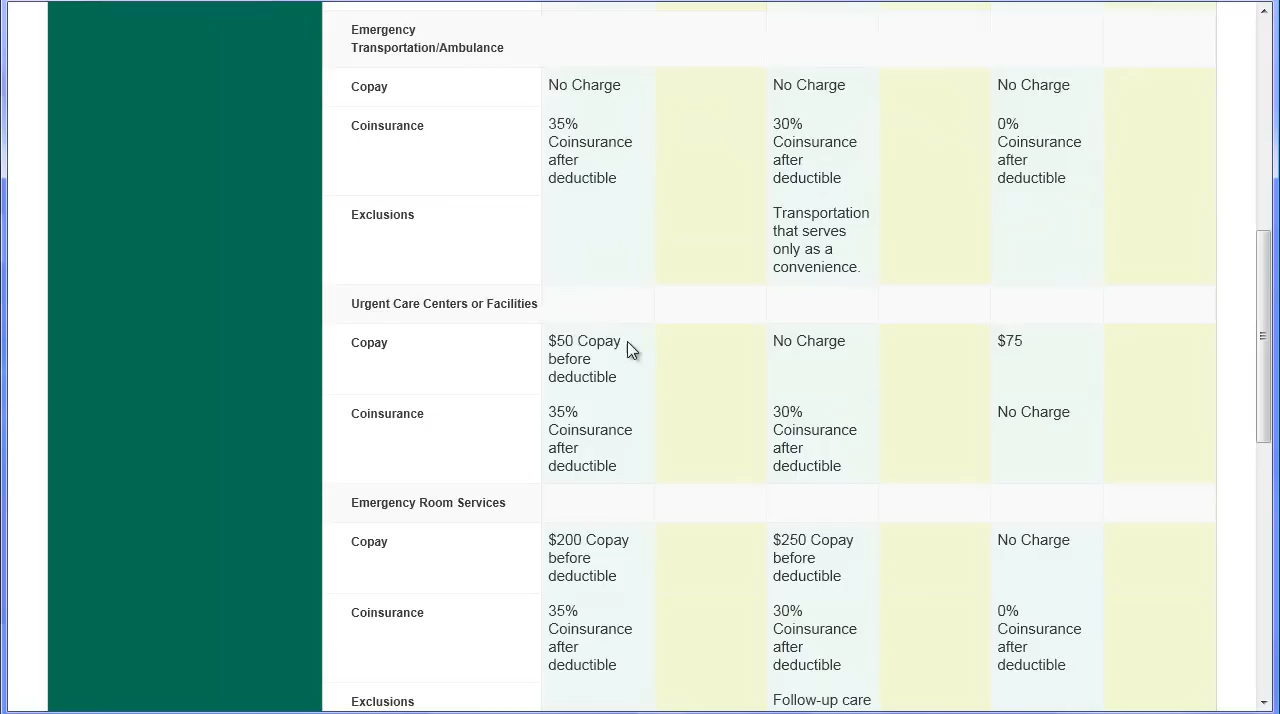 Emergency
Transportation/Ambulance
Copay
No Charge
No Charge
No Charge
Coinsurance
35%
Coinsurance
after
deductible
30%
Coinsurance
after
deductible
0%
Coinsurance
after
deductible
Exclusions
Transportation
that serves
only as a
convenience.
Urgent Care Centers or Facilities
Copay
$50 Copay
before
deductible
No Charge
$75
Coinsurance
35%
Coinsurance
after
deductible
30%
Coinsurance
after
deductible
No Charge
Emergency Room Services
Copay
$200 Copay
before
deductible
$250 Copay
before
deductible
No Charge
Coinsurance
35%
Coinsurance
after
deductible
30%
Coinsurance
after
deductible
0%
Coinsurance
after
deductible
Exclusions
Follow-up care